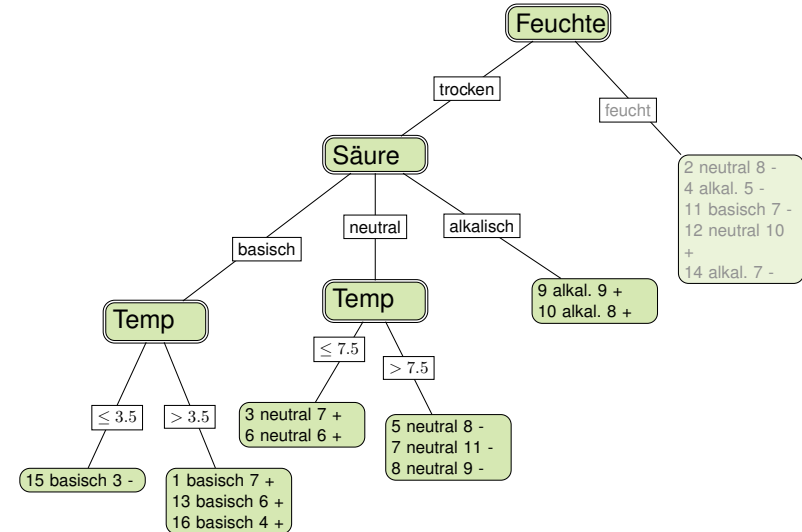 Feuchte
trocken
feucht
Säure
2 neutral 8 -
4 alkal. 5 -
11 basisch 7 -
12 neutral 10
+
14 alkal. 7 -
basisch
neutral
alkalisch
Temp
Temp
9 alkal. 9 +
10 alkal. 8 +
≤ 7.5
> 7.5
≤ 3.5
> 3.5
3 neutral 7 +
6 neutral 6 +
5 neutral 8 -
7 neutral 11 -
8 neutral 9 -
15 basisch 3 -
1 basisch 7 +
13 basisch 6 +
16 basisch 4 +